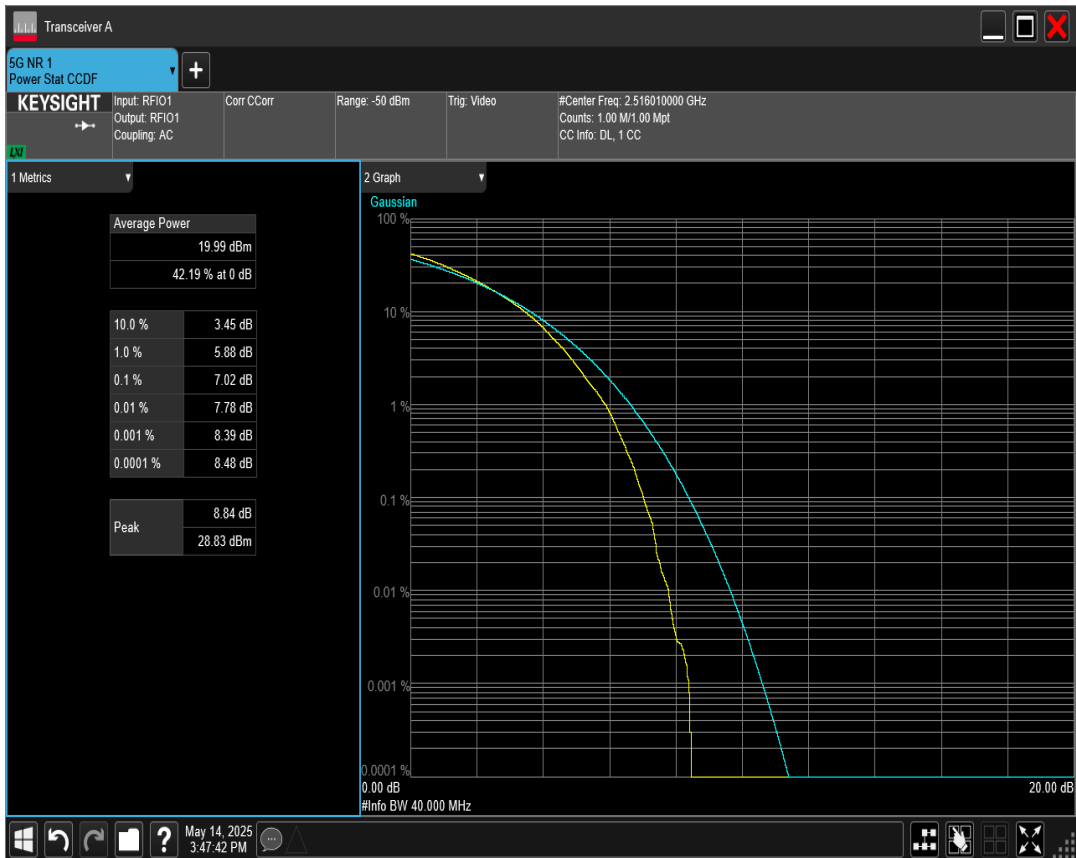 Transceiver A
5G NR 1
Power Stat CCDF
+
KEYSIGHT
LXI
Input: RFIO1
Output: RFIO1
Coupling: AC
Corr CCorr
Range: -50 dBm
Trig: Video
#Center Freq: 2.516010000 GHz
Counts: 1.00 M/1.00 Mpt
CC Info: DL, 1 CC
1 Metrics
Average Power
19.99 dBm
42.19 % at 0 dB
10.0 % 3.45 dB
1.0 % 5.88 dB
0.1 % 7.02 dB
0.01 % 7.78 dB
0.001 % 8.39 dB
0.0001 % 8.48 dB
Peak 8.84 dB
28.83 dBm
2 Graph
Gaussian
100 %
10 %
1 %
0.1 %
0.01 %
0.001 %
0.0001 %
0.00 dB 20.00 dB
#Info BW 40.000 MHz
?
May 14, 2025
3:47:42 PM